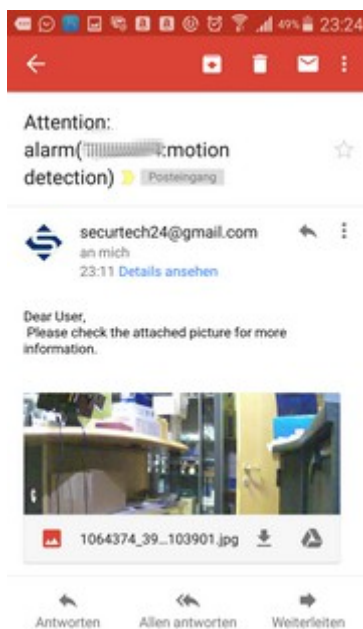 49% 23:24
Attention:
alarm( :motion
detection) Posteingang
securtech24@gmail.com
an mich
23:11 Details ansehen
Dear User,
Please check the attached picture for more
information.
1064374_39...103901.jpg
Antworten Allen antworten Weiterleiten